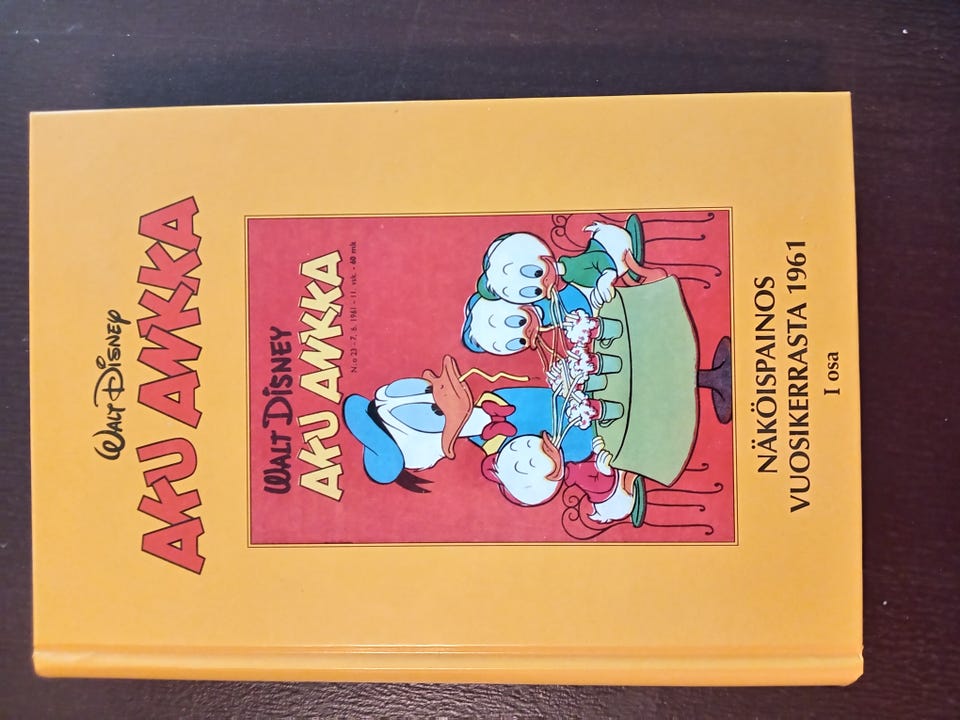 WALT DISNEY
AKU ANKKA
WALT DISNEY
AKU ANKKA
N:o 23 - 7. 6. 1961 - 11. vsk. - 60 mk
NÄKÖISPAINOS
VUOSIKERRASTA 1961
I osa